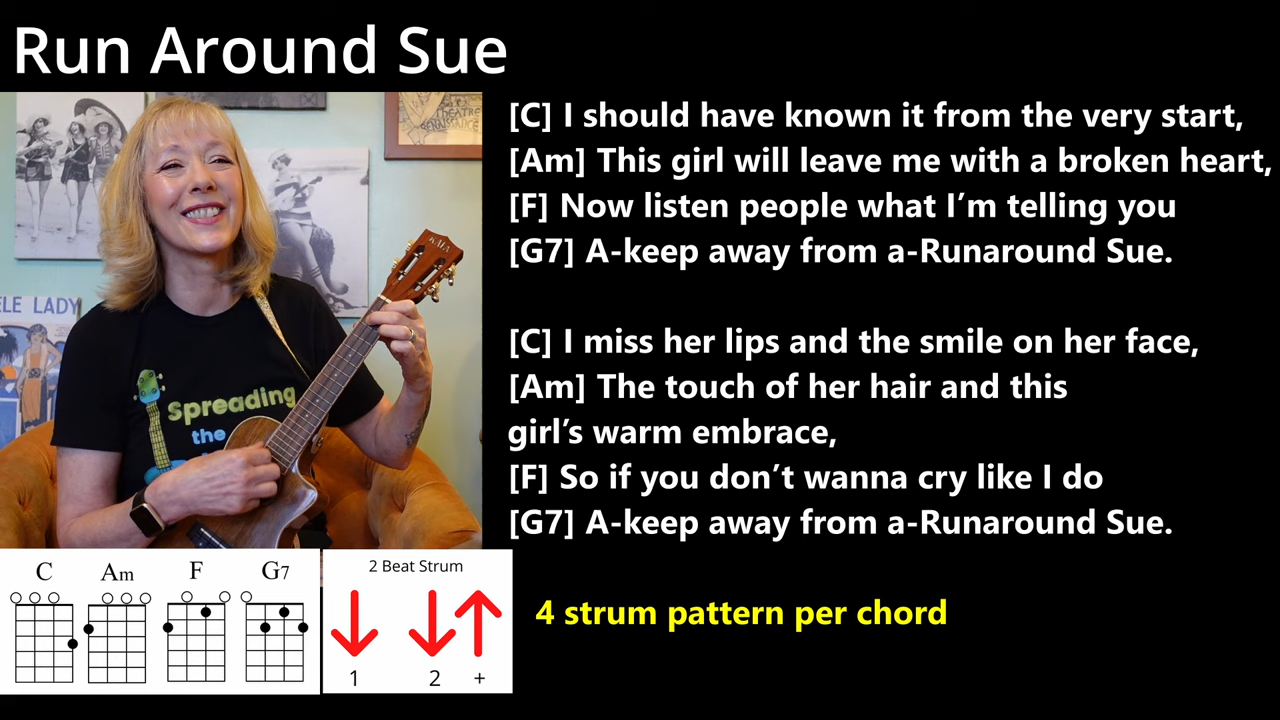 Run Around Sue
[C] I should have known it from the very start,
[Am] This girl will leave me with a broken heart,
[F] Now listen people what I’m telling you
[G7] A-keep away from a-Runaround Sue.
[C] I miss her lips and the smile on her face,
[Am] The touch of her hair and this
girl’s warm embrace,
[F] So if you don’t wanna cry like I do
[G7] A-keep away from a-Runaround Sue.
4 strum pattern per chord
THEATRE
KALA
ELE LADY
Spreading
the
C Am F G7
2 Beat Strum
1 2 +